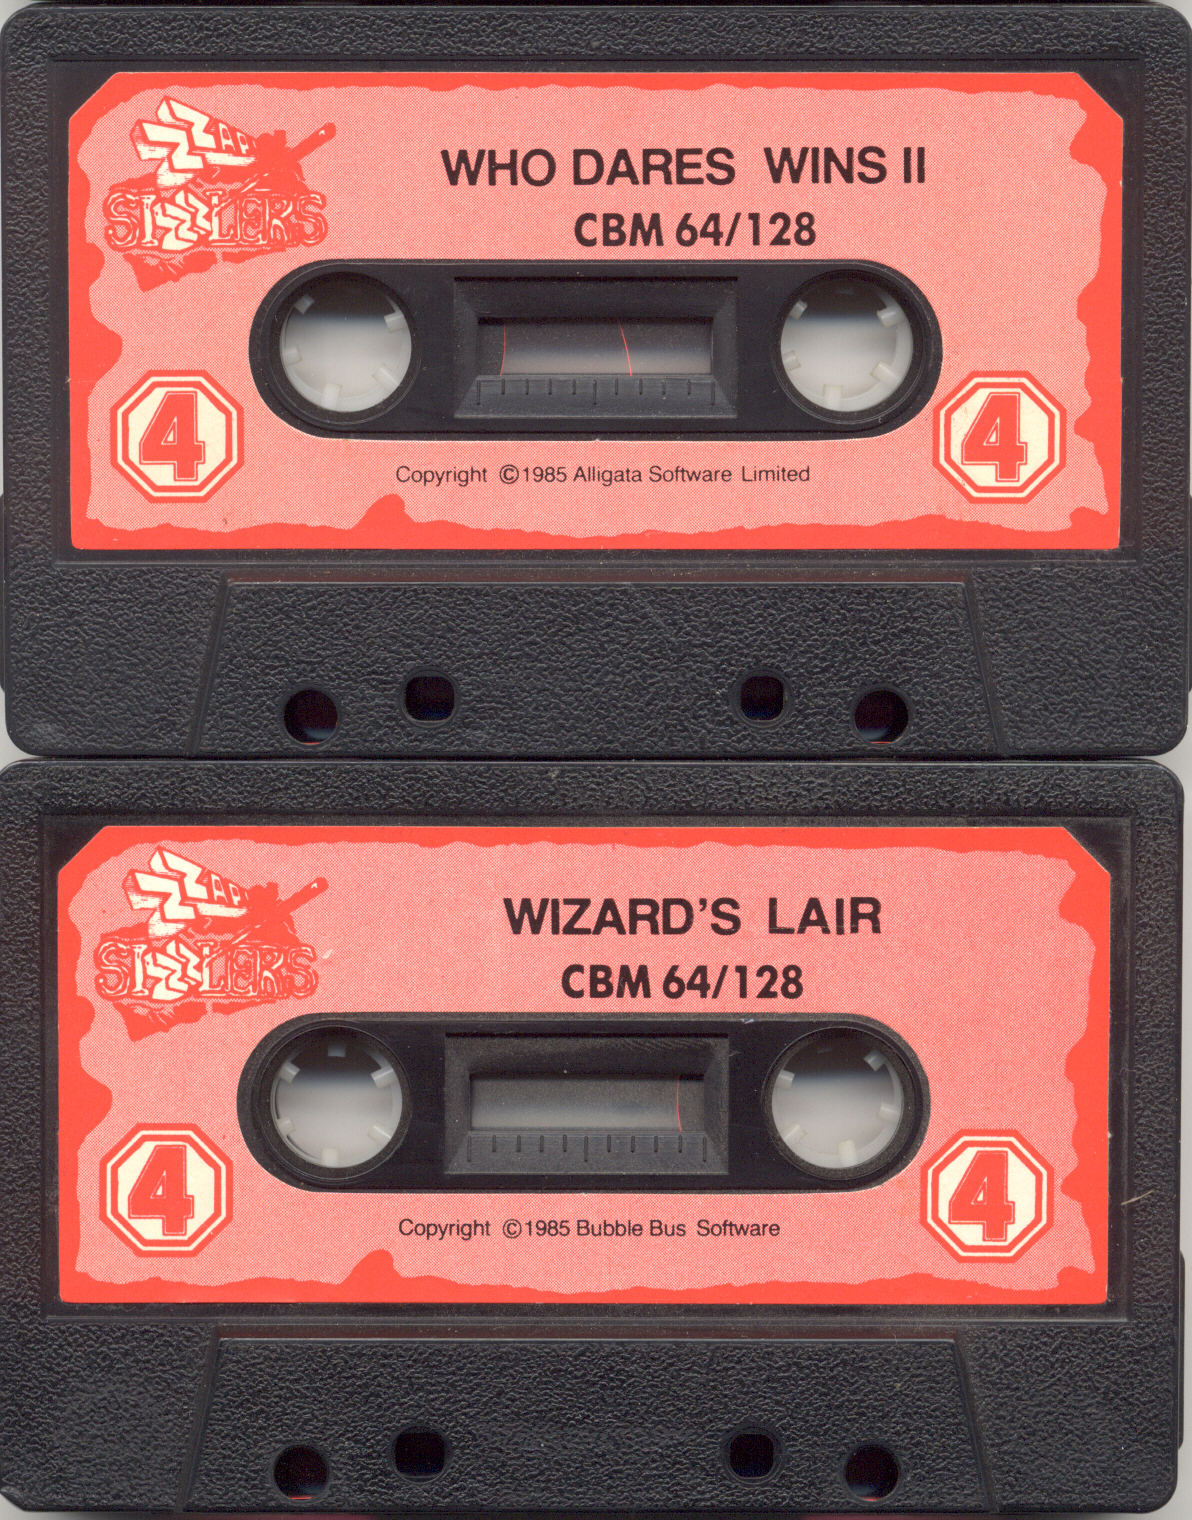 ZZAP
SIZZLERS
WHO DARES WINS II
CBM 64/128
4
4
Copyright ©1985 Alligata Software Limited
ZZAP
SIZZLERS
WIZARD'S LAIR
CBM 64/128
4
4
Copyright ©1985 Bubble Bus Software